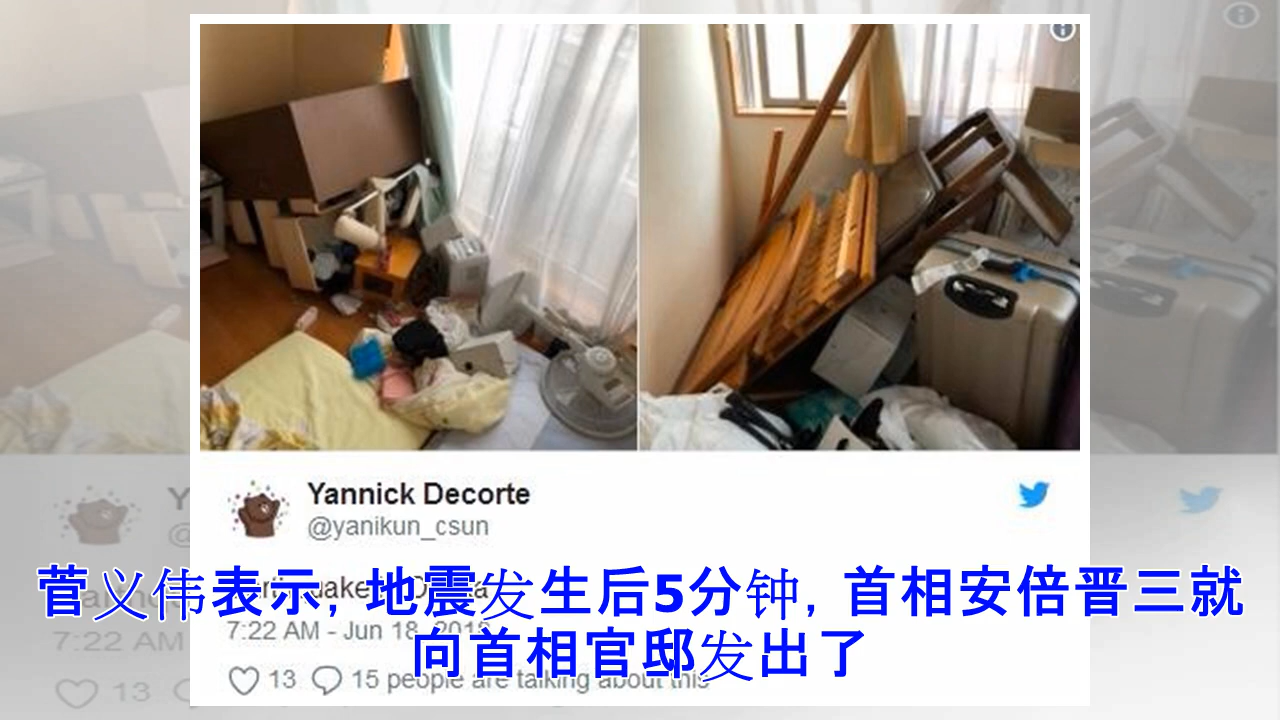 Yannick Decorte
@yanikun_csun
菅义伟表示, 地震发生后5分钟, 首相安倍晋三就
7:22 AM - Jun 18, 2018
向首相官邸发出了
13 15 people are talking about this